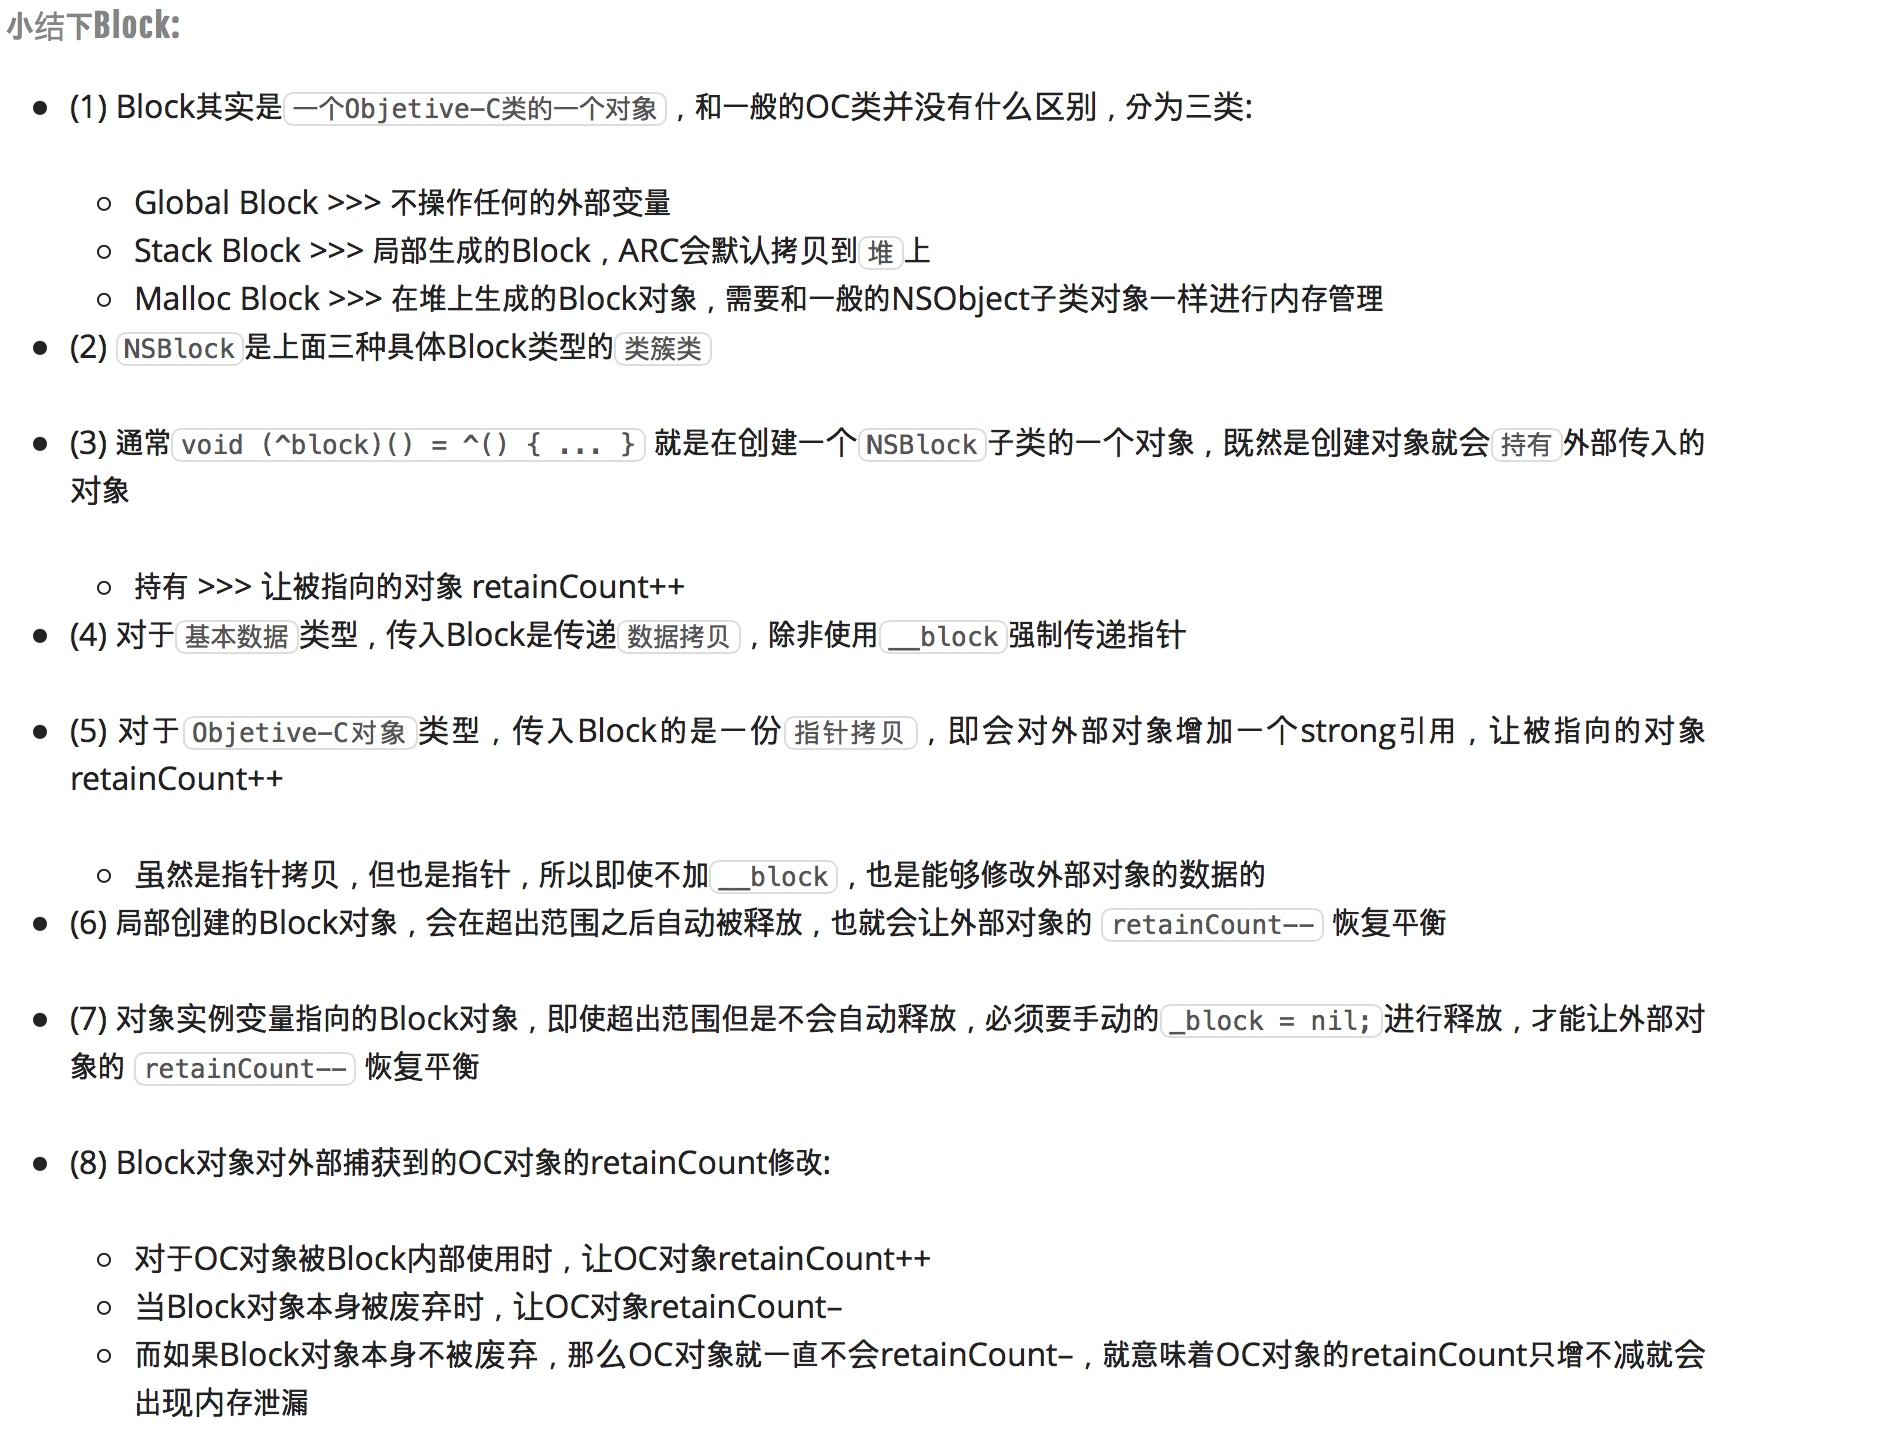 小结下Block:
(1) Block其实是一个Objetive-C类的一个对象，和一般的OC类并没有什么区别，分为三类:
Global Block >>> 不操作任何的外部变量
Stack Block >>> 局部生成的Block，ARC会默认拷贝到堆上
Malloc Block >>> 在堆上生成的Block对象，需要和一般的NSObject子类对象一样进行内存管理
(2) NSBlock是上面三种具体Block类型的类簇类
(3) 通常void (^block)() = ^() { ... } 就是在创建一个NSBlock子类的一个对象，既然是创建对象就会持有外部传入的
对象
持有 >>> 让被指向的对象 retainCount++
(4) 对于基本数据类型，传入Block是传递数据拷贝，除非使用__block强制传递指针
(5) 对于Objetive-C对象类型，传入Block的是一份指针拷贝，即会对外部对象增加一个strong引用，让被指向的对象
retainCount++
虽然是指针拷贝，但也是指针，所以即使不加__block，也是能够修改外部对象的数据的
(6) 局部创建的Block对象，会在超出范围之后自动被释放，也就会让外部对象的 retainCount-- 恢复平衡
(7) 对象实例变量指向的Block对象，即使超出范围但是不会自动释放，必须要手动的_block = nil;进行释放，才能让外部对
象的 retainCount-- 恢复平衡
(8) Block对象对外部捕获到的OC对象的retainCount修改:
对于OC对象被Block内部使用时，让OC对象retainCount++
当Block对象本身被废弃时，让OC对象retainCount–
而如果Block对象本身不被废弃，那么OC对象就一直不会retainCount–，就意味着OC对象的retainCount只增不减就会
出现内存泄漏